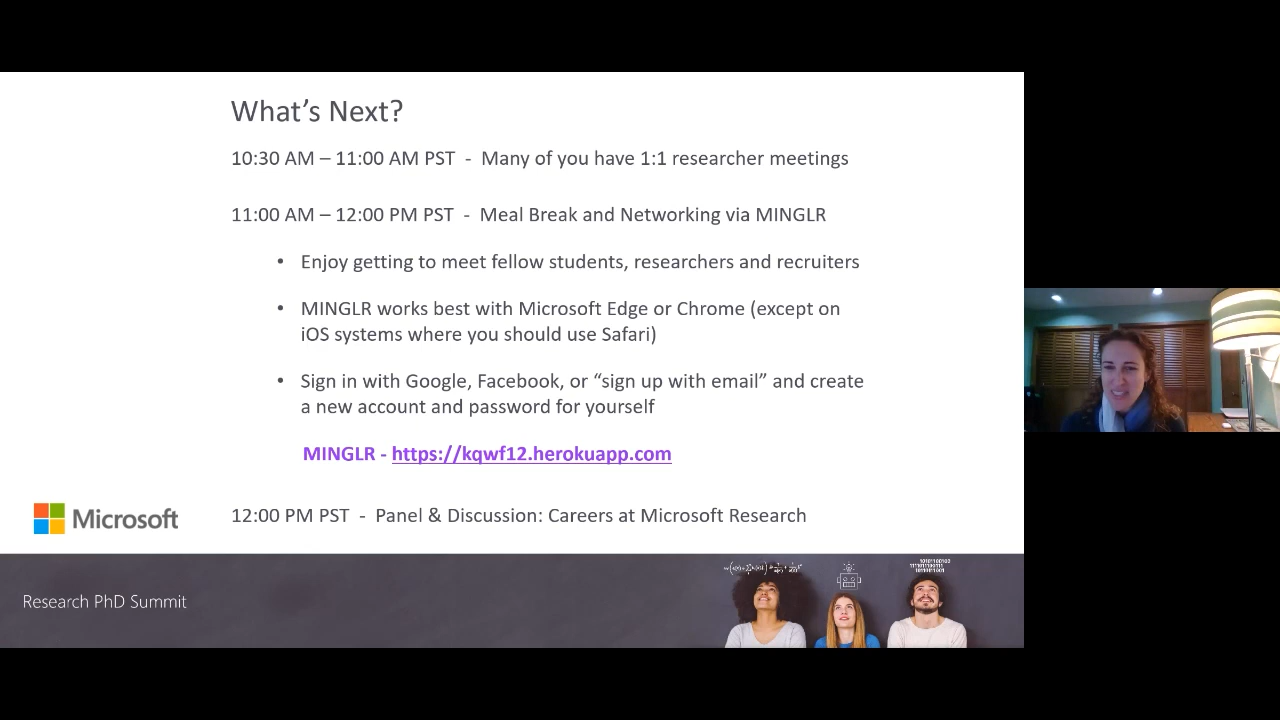 What's Next?
10:30 AM – 11:00 AM PST - Many of you have 1:1 researcher meetings
11:00 AM – 12:00 PM PST - Meal Break and Networking via MINGLR
• Enjoy getting to meet fellow students, researchers and recruiters
• MINGLR works best with Microsoft Edge or Chrome (except on
iOS systems where you should use Safari)
• Sign in with Google, Facebook, or “sign up with email” and create
a new account and password for yourself
MINGLR - https://kqwf12.herokuapp.com
Microsoft
12:00 PM PST - Panel & Discussion: Careers at Microsoft Research
Research PhD Summit